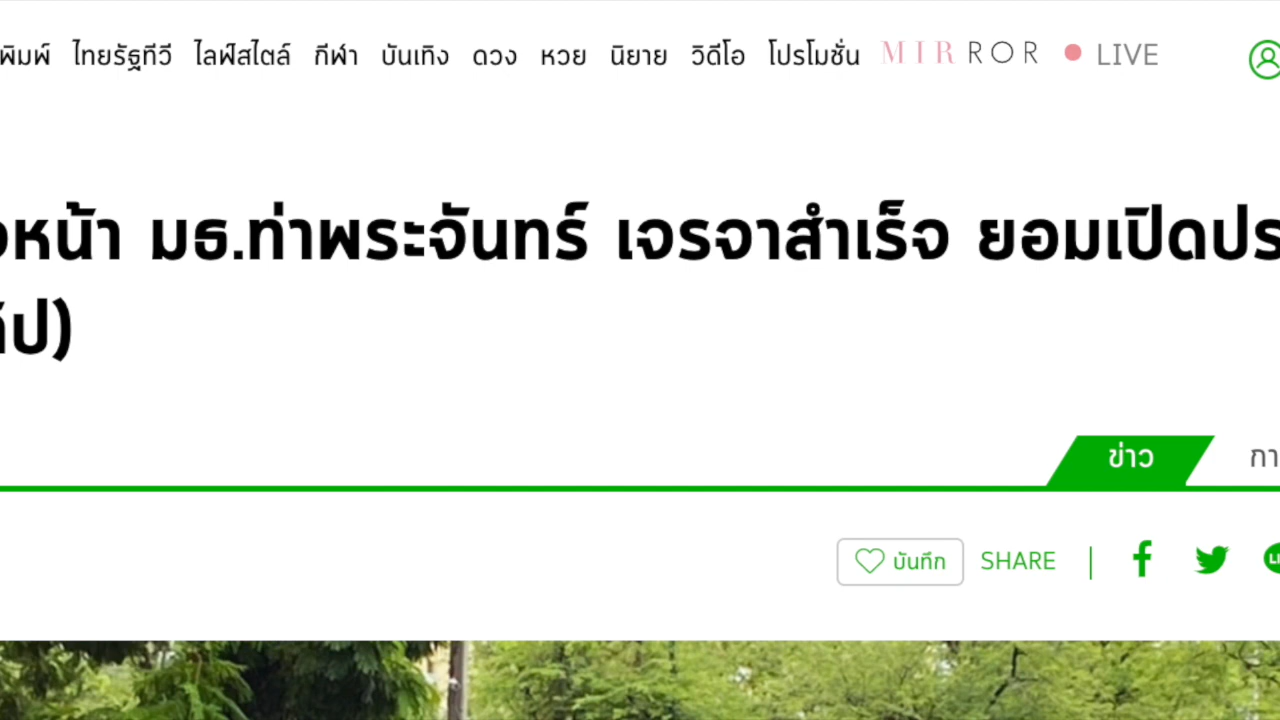 พิมพ์ ไทยรัฐทีวี ไลฟ์สไตล์ กีฬา บันเทิง ดวง หวย นิยาย วิดีโอ โปรโมชั่น MIRROR LIVE
หน้า มธ.ท่าพระจันทร์ เจรจาสำเร็จ ยอมเปิดปร
ิป)
ข่าว กา
บันทึก SHARE